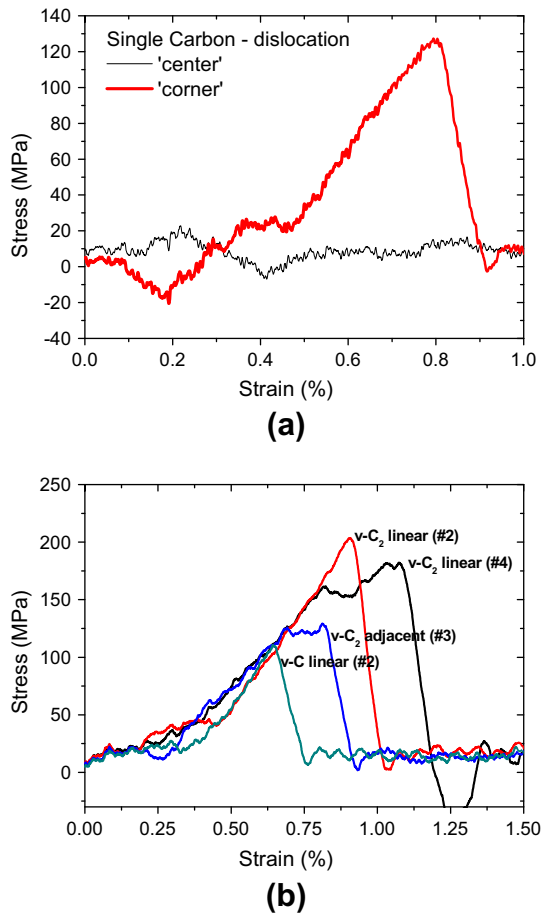 140
120
100
80
60
40
20
0
-20
-40
Stress (MPa)
Single Carbon - dislocation
'center'
'corner'
0.0 0.2 0.4 0.6 0.8 1.0
Strain (%)
(a)
250
200
150
100
50
0
Stress (MPa)
v-C₂ linear (#2)
v-C₂ linear (#4)
v-C₂ adjacent (#3)
v-C linear (#2)
0.00 0.25 0.50 0.75 1.00 1.25 1.50
Strain (%)
(b)